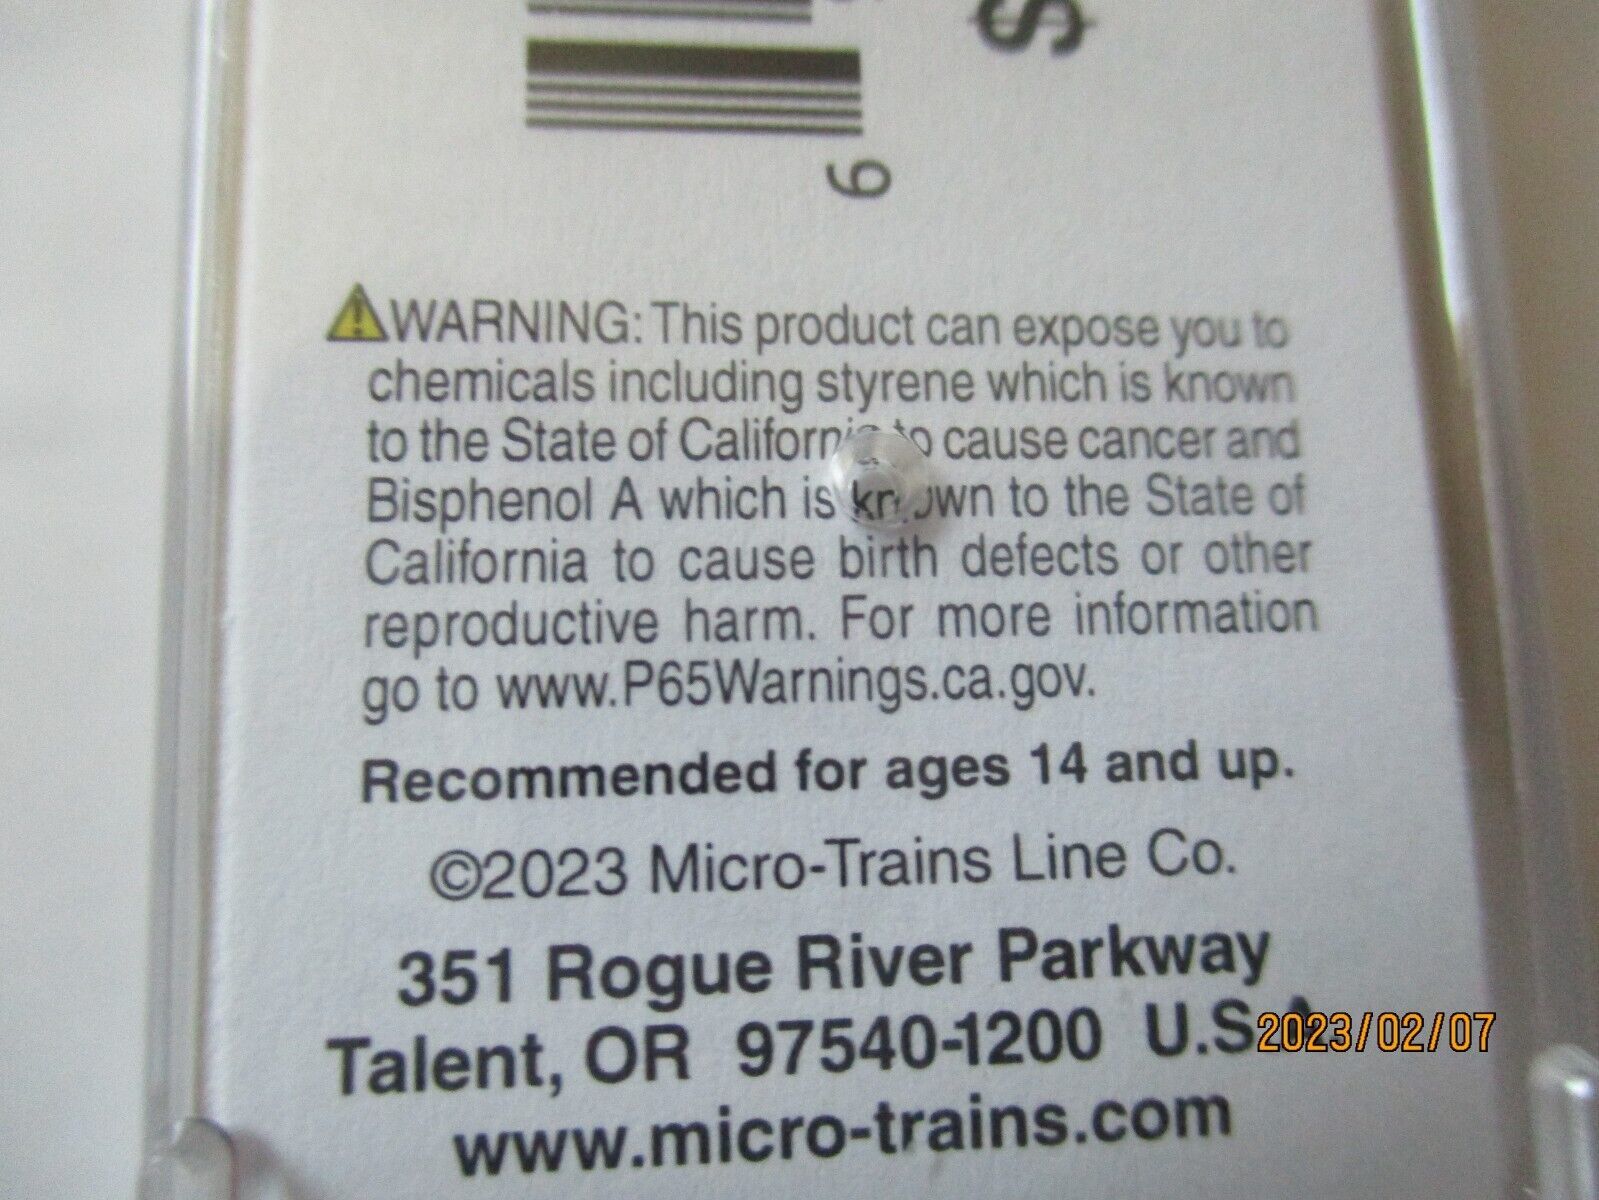 $
6
WARNING: This product can expose you to
chemicals including styrene which is known
to the State of California to cause cancer and
Bisphenol A which is known to the State of
California to cause birth defects or other
reproductive harm. For more information
go to www.P65Warnings.ca.gov.
Recommended for ages 14 and up.
©2023 Micro-Trains Line Co.
351 Rogue River Parkway
Talent, OR 97540-1200 U.S.A
2023/02/07
www.micro-trains.com